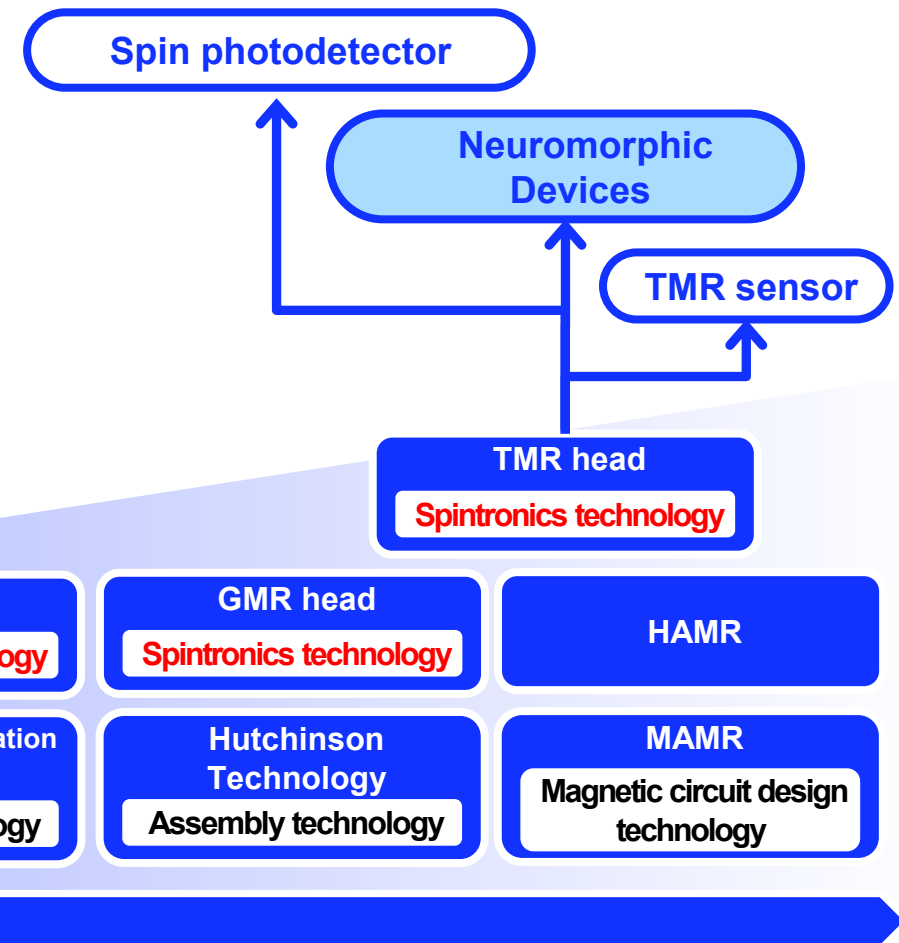 Spin photodetector
Neuromorphic
Devices
TMR sensor
TMR head
Spintronics technology
GMR head
Spintronics technology
HAMR
Hutchinson
Technology
Assembly technology
MAMR
Magnetic circuit design
technology